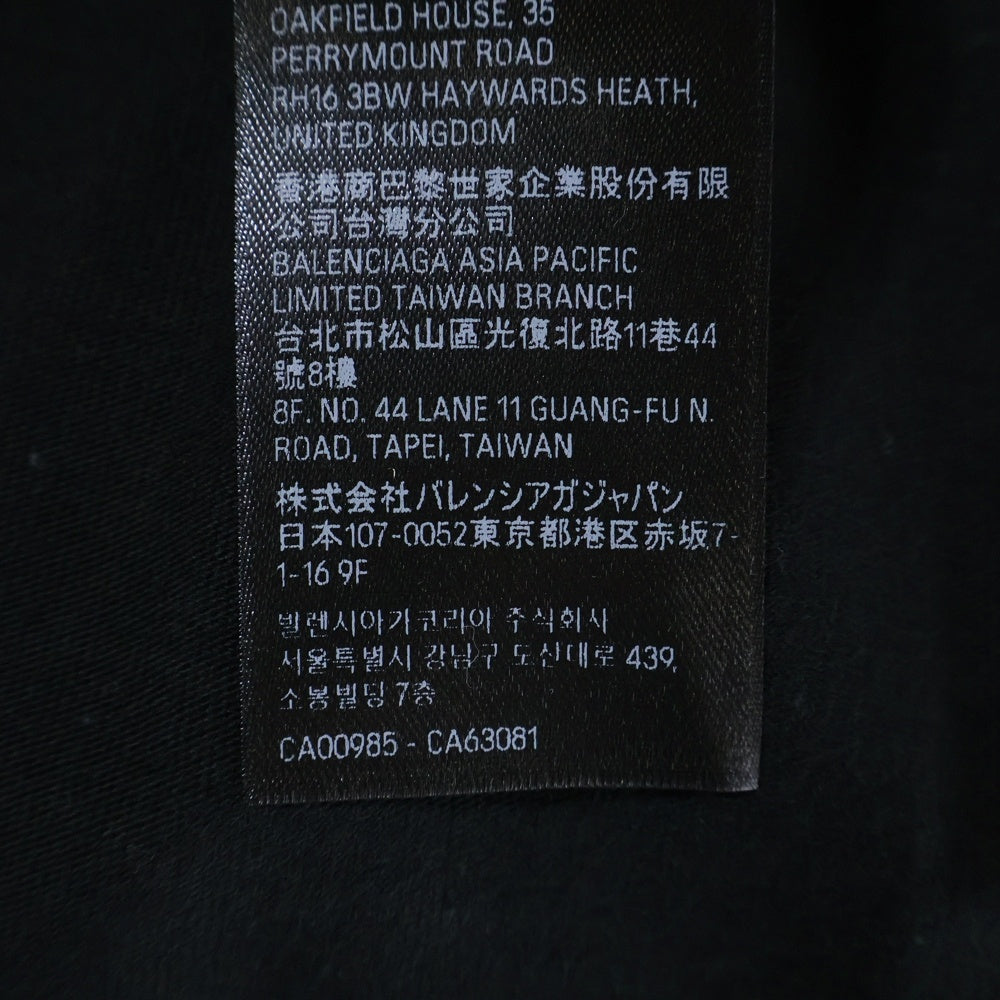 OAKFIELD HOUSE, 35
PERRYMOUNT ROAD
RH16 3BW HAYWARDS HEATH,
UNITED KINGDOM
香港商巴黎世家企業股份有限
公司台灣分公司
BALENCIAGA ASIA PACIFIC
LIMITED TAIWAN BRANCH
台北市松山區光復北路11巷44
號8樓
8F. NO. 44 LANE 11 GUANG-FU N.
ROAD, TAPEI, TAIWAN
株式会社バレンシアガジャパン
日本107-0052東京都港区赤坂7-
1-16 9F
발렌시아가코리아 주식회사
서울특별시 강남구 도산대로 439,
소봉빌딩 7층
CA00985 - CA63081